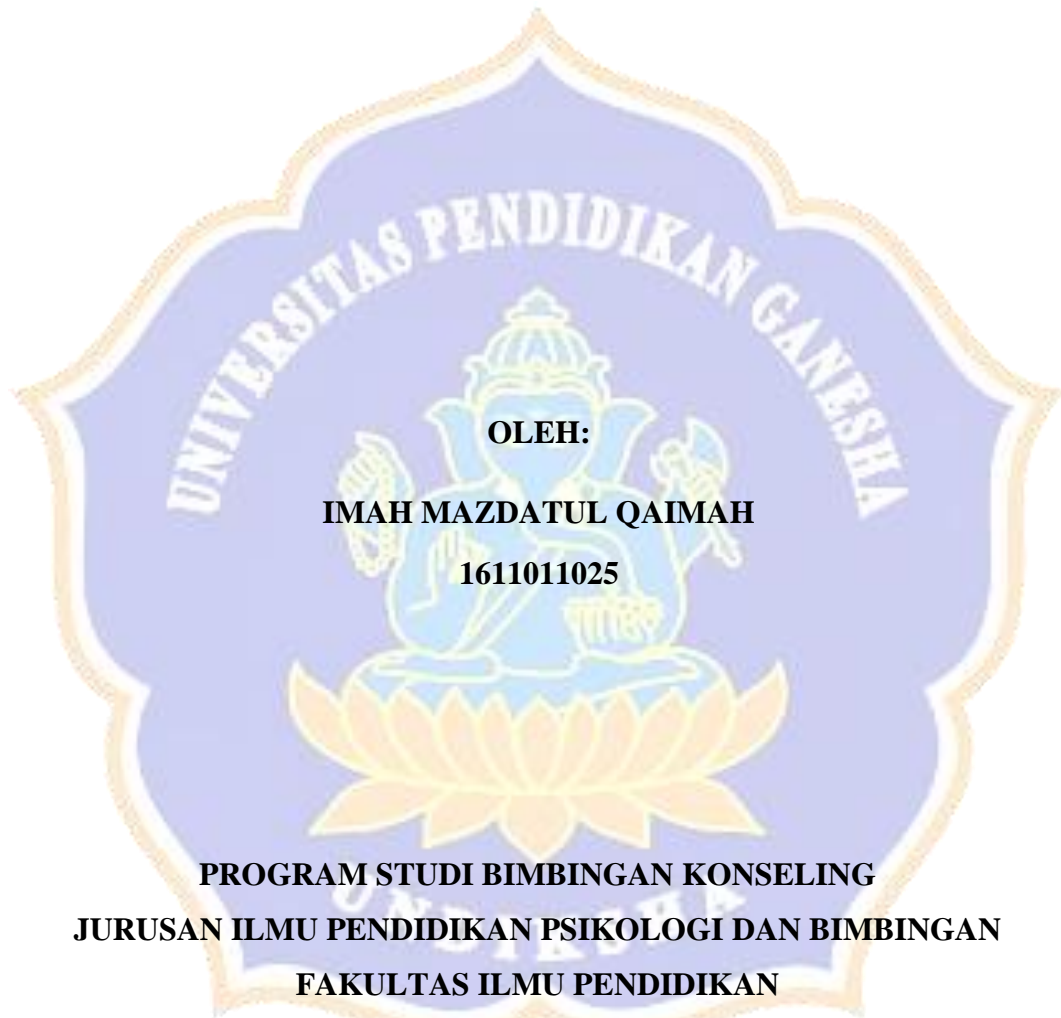 UNIVERSITAS PENDIDIKAN GANESHA
OLEH:
IMAH MAZDATUL QAIMAH
1611011025
PROGRAM STUDI BIMBINGAN KONSELING
UNDIKSHA
JURUSAN ILMU PENDIDIKAN PSIKOLOGI DAN BIMBINGAN
FAKULTAS ILMU PENDIDIKAN